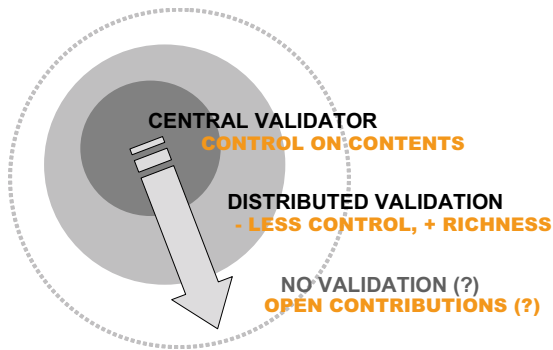 CENTRAL VALIDATOR
CONTROL ON CONTENTS
DISTRIBUTED VALIDATION
- LESS CONTROL, + RICHNESS
NO VALIDATION (?)
OPEN CONTRIBUTIONS (?)